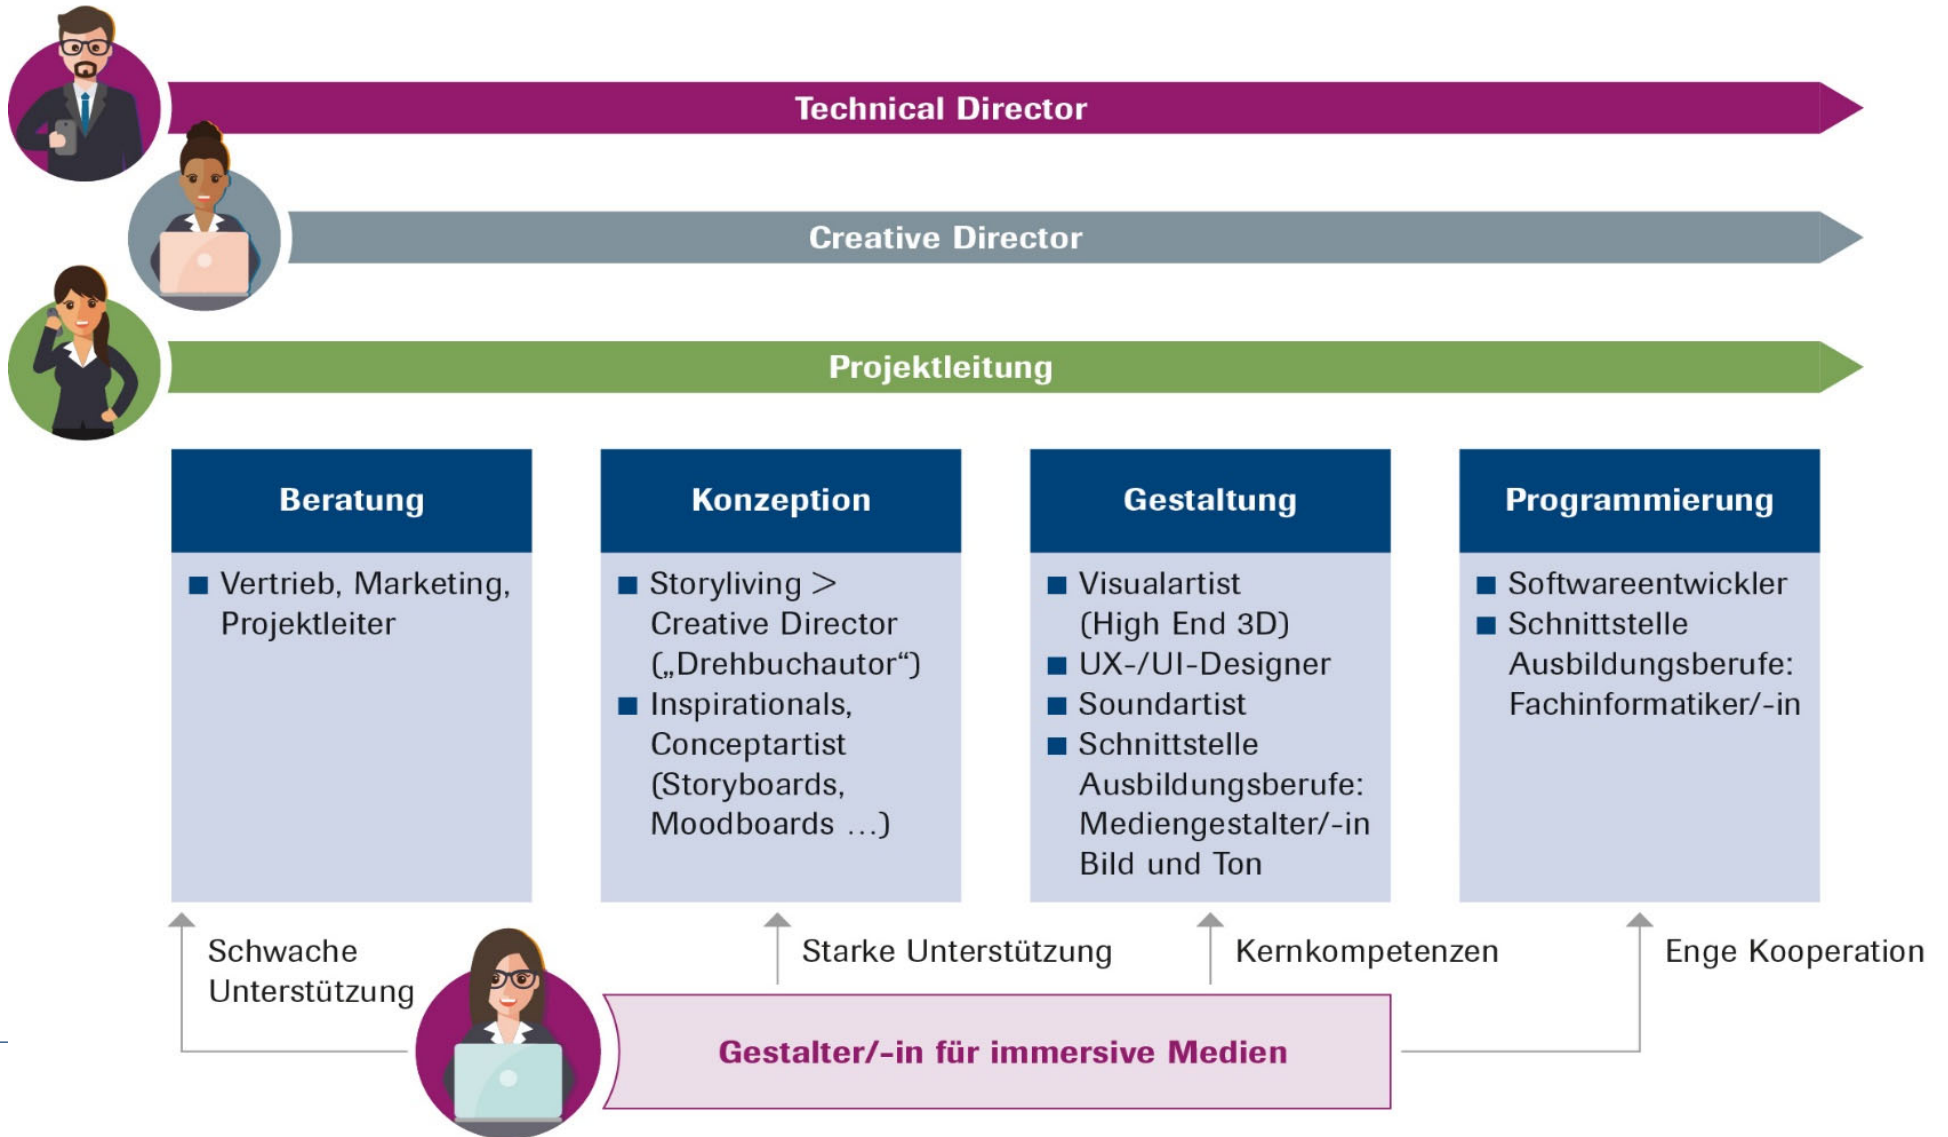 Technical Director
Creative Director
Projektleitung
Beratung
■ Vertrieb, Marketing,
Projektleiter
Konzeption
■ Storyliving >
Creative Director
(„Drehbuchautor“)
■ Inspirationals,
Conceptartist
(Storyboards,
Moodboards …)
Gestaltung
■ Visualartist
(High End 3D)
■ UX-/UI-Designer
■ Soundartist
■ Schnittstelle
Ausbildungsberufe:
Mediengestalter/-in
Bild und Ton
Programmierung
■ Softwareentwickler
■ Schnittstelle
Ausbildungsberufe:
Fachinformatiker/-in
Schwache
Unterstützung
Starke Unterstützung
Kernkompetenzen
Enge Kooperation
Gestalter/-in für immersive Medien